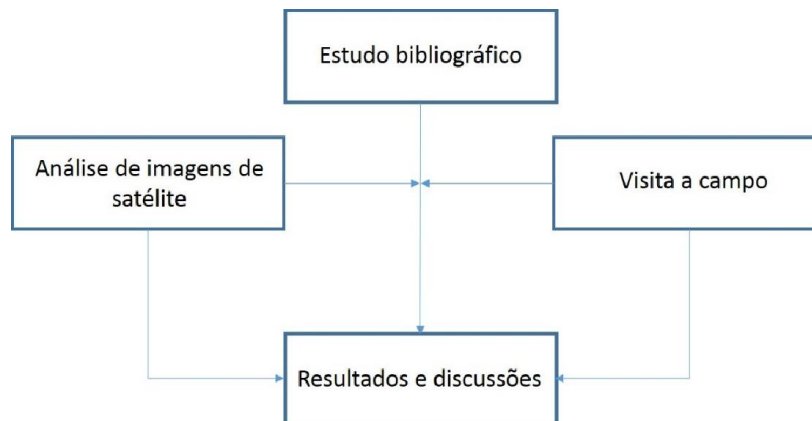 Estudo bibliográfico
Análise de imagens de
satélite
Visita a campo
Resultados e discussões